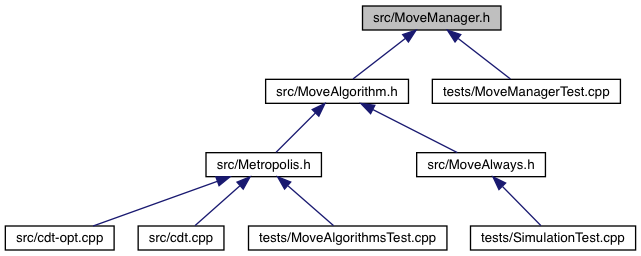 src/MoveManager.h
src/MoveAlgorithm.h
tests/MoveManagerTest.cpp
src/Metropolis.h
src/MoveAlways.h
src/cdt-opt.cpp
src/cdt.cpp
tests/MoveAlgorithmsTest.cpp
tests/SimulationTest.cpp